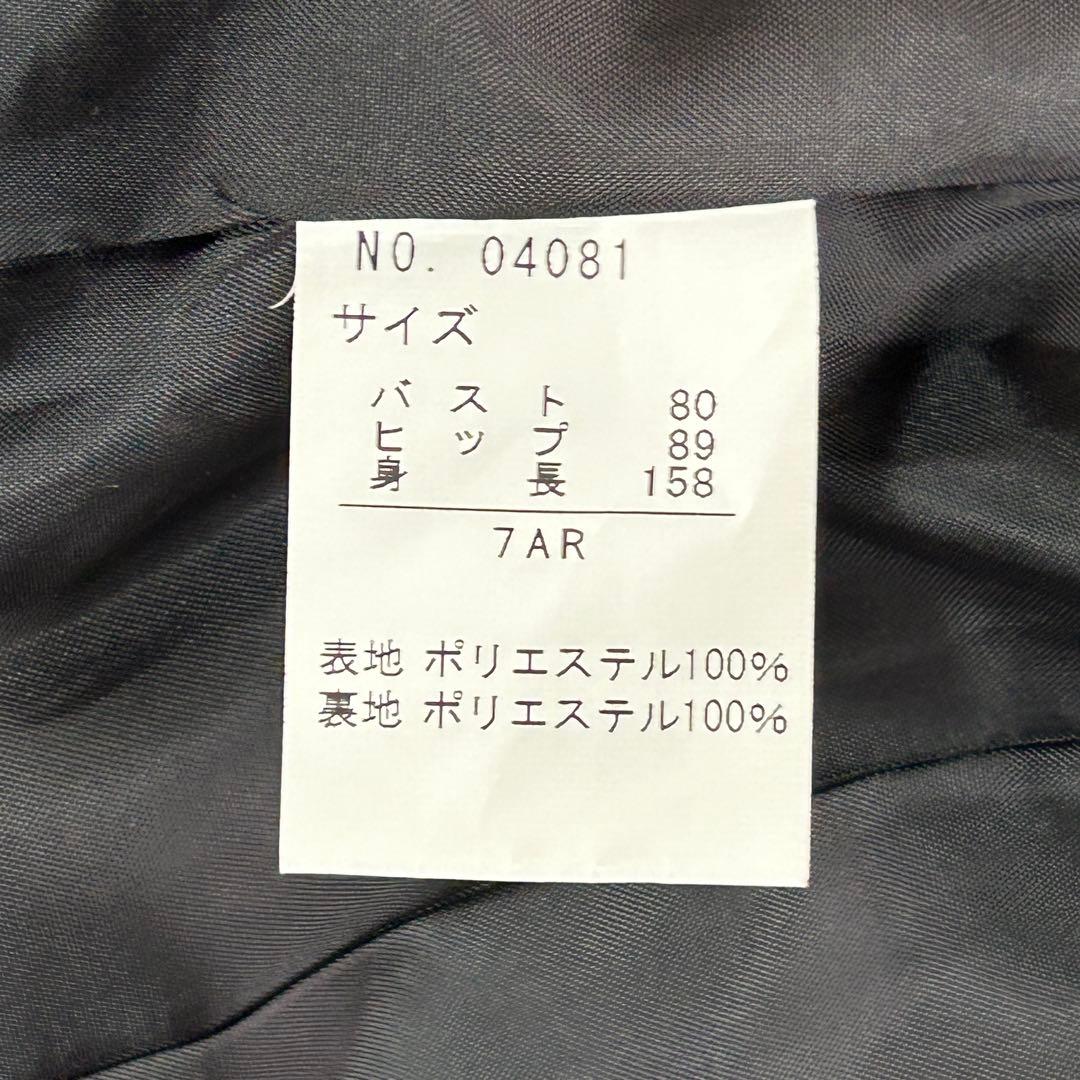 NO. 04081
サイズ
バスト 80
ヒップ 89
身長 158
7AR
表地 ポリエステル100%
裏地 ポリエステル100%